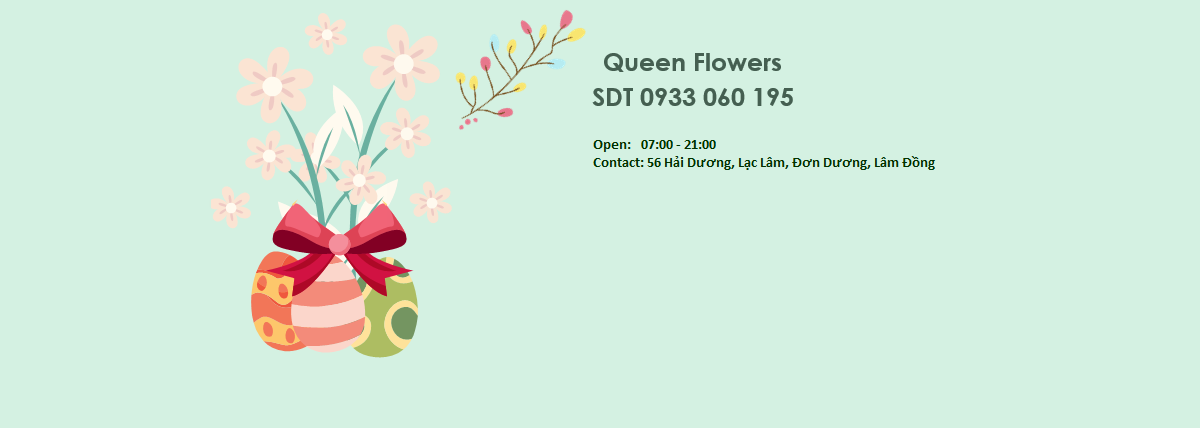 Queen Flowers
SDT 0933 060 195
Open: 07:00 - 21:00
Contact: 56 Hải Dương, Lạc Lâm, Đơn Dương, Lâm Đồng